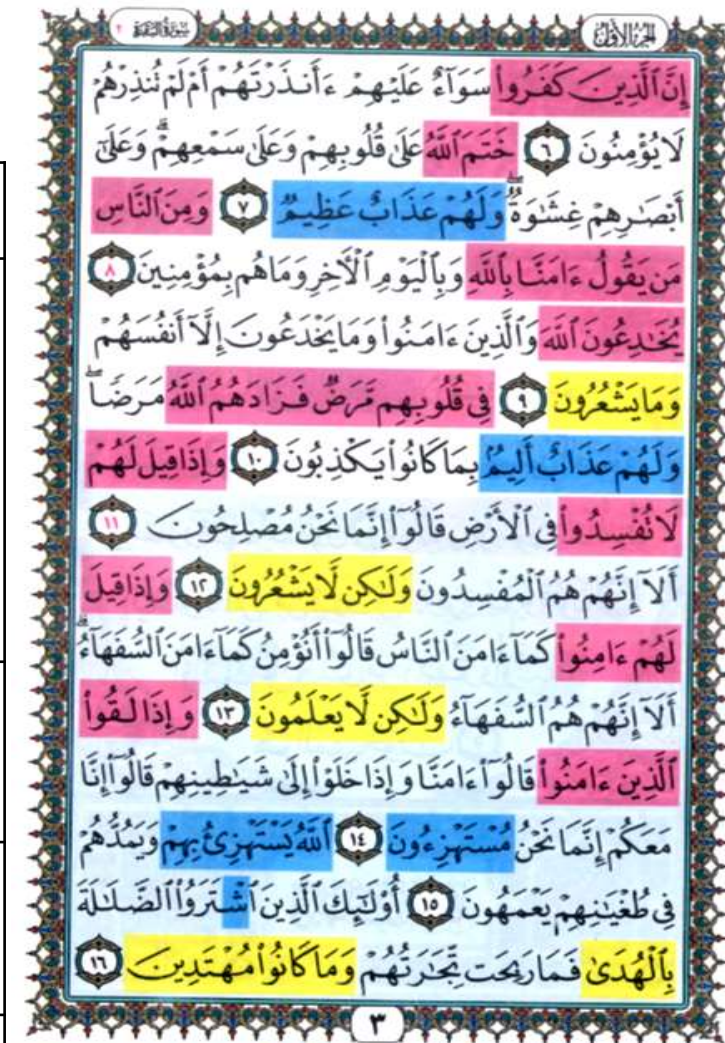 الجزء الأول
سورة البقرة ٢
إِنَّ ٱلَّذِينَ كَفَرُوا۟ سَوَآءٌ عَلَيْهِمْ ءَأَنذَرْتَهُمْ أَمْ لَمْ تُنذِرْهُمْ
لَا يُؤْمِنُونَ ٦ خَتَمَ ٱللَّهُ عَلَىٰ قُلُوبِهِمْ وَعَلَىٰ سَمْعِهِمْ ۖ وَعَلَىٰٓ
أَبْصَٰرِهِمْ غِشَٰوَةٌ ۖ وَلَهُمْ عَذَابٌ عَظِيمٌ ٧ وَمِنَ ٱلنَّاسِ
مَن يَقُولُ ءَامَنَّا بِٱللَّهِ وَبِٱلْيَوْمِ ٱلْءَاخِرِ وَمَا هُم بِمُؤْمِنِينَ ٨
يُخَٰدِعُونَ ٱللَّهَ وَٱلَّذِينَ ءَامَنُوا۟ وَمَا يَخْدَعُونَ إِلَّآ أَنفُسَهُمْ
وَمَا يَشْعُرُونَ ٩ فِى قُلُوبِهِم مَّرَضٌ فَزَادَهُمُ ٱللَّهُ مَرَضًا ۖ
وَلَهُمْ عَذَابٌ أَلِيمٌۢ بِمَا كَانُوا۟ يَكْذِبُونَ ١٠ وَإِذَا قِيلَ لَهُمْ
لَا تُفْسِدُوا۟ فِى ٱلْأَرْضِ قَالُوٓا۟ إِنَّمَا نَحْنُ مُصْلِحُونَ ١١
أَلَآ إِنَّهُمْ هُمُ ٱلْمُفْسِدُونَ وَلَٰكِن لَّا يَشْعُرُونَ ١٢ وَإِذَا قِيلَ
لَهُمْ ءَامِنُوا۟ كَمَآ ءَامَنَ ٱلنَّاسُ قَالُوٓا۟ أَنُؤْمِنُ كَمَآ ءَامَنَ ٱلسُّفَهَآءُ ۗ
أَلَآ إِنَّهُمْ هُمُ ٱلسُّفَهَآءُ وَلَٰكِن لَّا يَعْلَمُونَ ١٣ وَإِذَا لَقُوا۟
ٱلَّذِينَ ءَامَنُوا۟ قَالُوٓا۟ ءَامَنَّا وَإِذَا خَلَوْا۟ إِلَىٰ شَيَٰطِينِهِمْ قَالُوٓا۟ إِنَّا
مَعَكُمْ إِنَّمَا نَحْنُ مُسْتَهْزِءُونَ ١٤ ٱللَّهُ يَسْتَهْزِئُ بِهِمْ وَيَمُدُّهُمْ
فِى طُغْيَٰنِهِمْ يَعْمَهُونَ ١٥ أُو۟لَٰٓئِكَ ٱلَّذِينَ ٱشْتَرَوُا۟ ٱلضَّلَٰلَةَ
بِٱلْهُدَىٰ فَمَا رَبِحَت تِّجَٰرَتُهُمْ وَمَا كَانُوا۟ مُهْتَدِينَ ١٦
٣